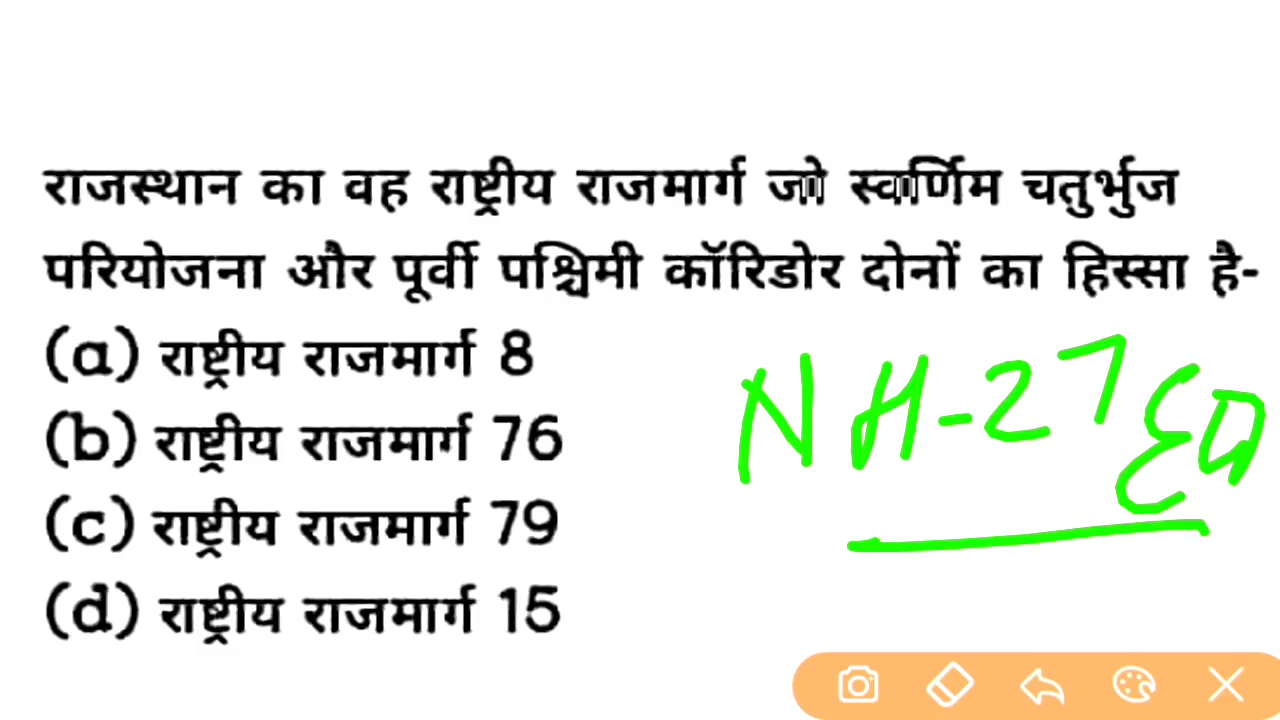 राजस्थान का वह राष्ट्रीय राजमार्ग जो स्वर्णिम चतुर्भुज
परियोजना और पूर्वी पश्चिमी कॉरिडोर दोनों का हिस्सा है-
(a) राष्ट्रीय राजमार्ग 8
(b) राष्ट्रीय राजमार्ग 76
(c) राष्ट्रीय राजमार्ग 79
(d) राष्ट्रीय राजमार्ग 15
NH-27